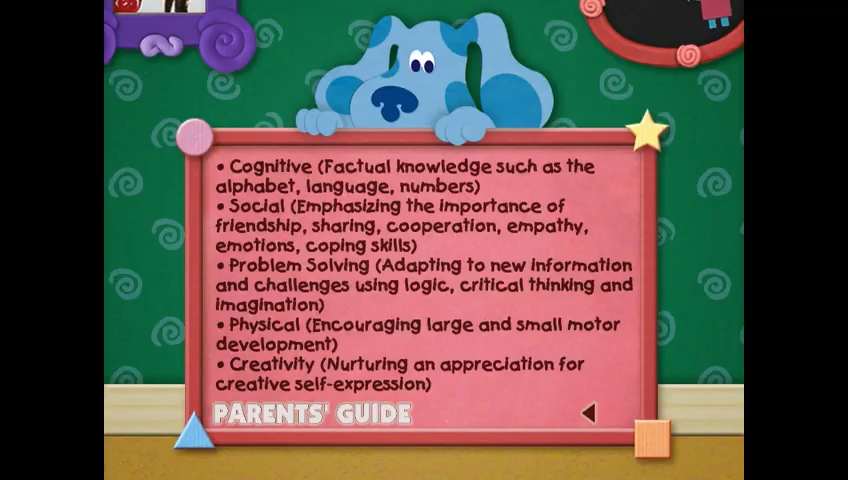 • Cognitive (Factual knowledge such as the
alphabet, language, numbers)
• Social (Emphasizing the importance of
friendship, sharing, cooperation, empathy,
emotions, coping skills)
• Problem Solving (Adapting to new information
and challenges using logic, critical thinking and
imagination)
• Physical (Encouraging large and small motor
development)
• Creativity (Nurturing an appreciation for
creative self-expression)
PARENTS' GUIDE